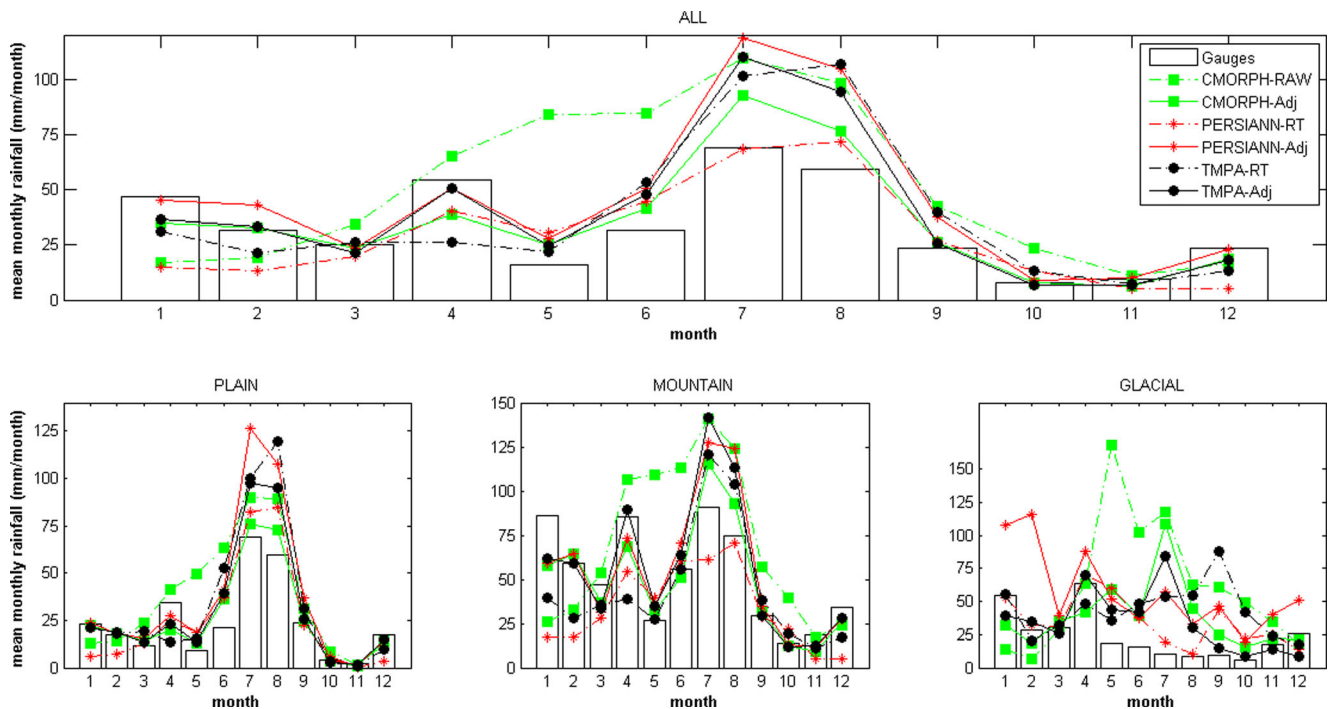 ALL
mean monthly rainfall (mm/month)
100
75
50
25
0
1 2 3 4 5 6 7 8 9 10 11 12
month
Gauges
CMORPH-RAW
CMORPH-Adj
PERSIANN-RT
PERSIANN-Adj
TMPA-RT
TMPA-Adj
PLAIN
mean monthly rainfall (mm/month)
125
100
75
50
25
0
1 2 3 4 5 6 7 8 9 10 11 12
month
MOUNTAIN
150
125
100
75
50
25
0
1 2 3 4 5 6 7 8 9 10 11 12
month
GLACIAL
150
125
100
75
50
25
0
1 2 3 4 5 6 7 8 9 10 11 12
month